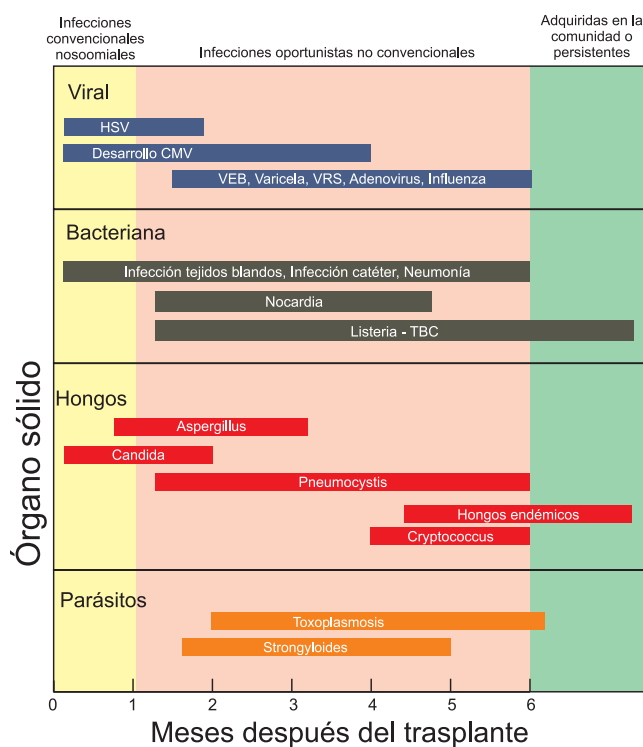 Infecciones
convencionales
nosoomiales
Infecciones oportunistas no convencionales
Adquiridas en la
comunidad o
persistentes
Órgano sólido
Viral
HSV
Desarrollo CMV
VEB, Varicela, VRS, Adenovirus, Influenza
Bacteriana
Infección tejidos blandos, Infección catéter, Neumonía
Nocardia
Listeria - TBC
Hongos
Aspergillus
Candida
Pneumocystis
Hongos endémicos
Cryptococcus
Parásitos
Toxoplasmosis
Strongyloides
0 1 2 3 4 5 6
Meses después del trasplante